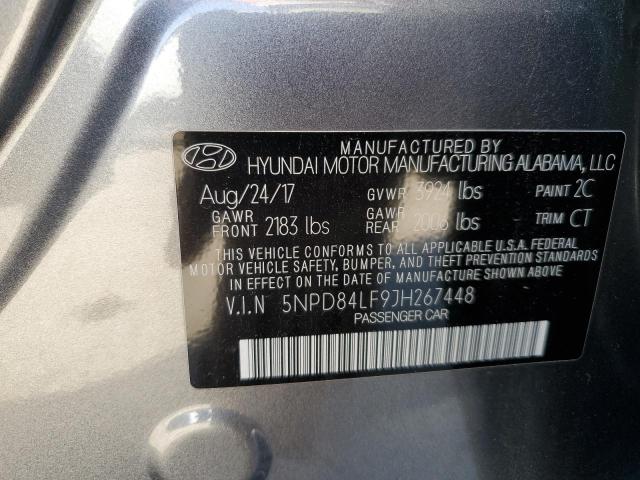 MANUFACTURED BY
HYUNDAI MOTOR MANUFACTURING ALABAMA, LLC
Aug/24/17 GVWR 3924 lbs PAINT 2C
GAWR FRONT 2183 lbs GAWR REAR 2006 lbs TRIM CT
THIS VEHICLE CONFORMS TO ALL APPLICABLE U.S.A. FEDERAL
MOTOR VEHICLE SAFETY, BUMPER, AND THEFT PREVENTION STANDARDS
IN EFFECT ON THE DATE OF MANUFACTURE SHOWN ABOVE.
V.I.N 5NPD84LF9JH267448
PASSENGER CAR